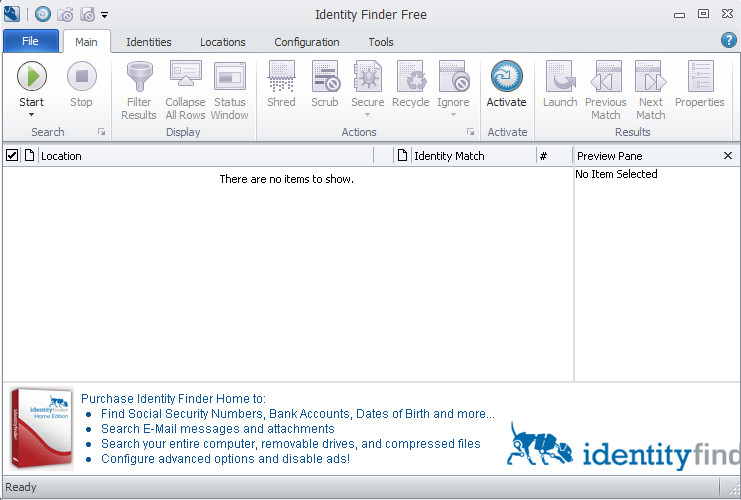 Identity Finder Free
File Main Identities Locations Configuration Tools
Start Stop Filter Results Collapse All Rows Status Window Shred Scrub Secure Recycle Ignore Activate Launch Previous Match Next Match Properties
Search Display Actions Activate Results
Location Identity Match # Preview Pane
There are no items to show. No Item Selected
Purchase Identity Finder Home to:
• Find Social Security Numbers, Bank Accounts, Dates of Birth and more...
• Search E-Mail messages and attachments
• Search your entire computer, removable drives, and compressed files
• Configure advanced options and disable ads!
identityfinder
Home Edition
identityfind
Ready